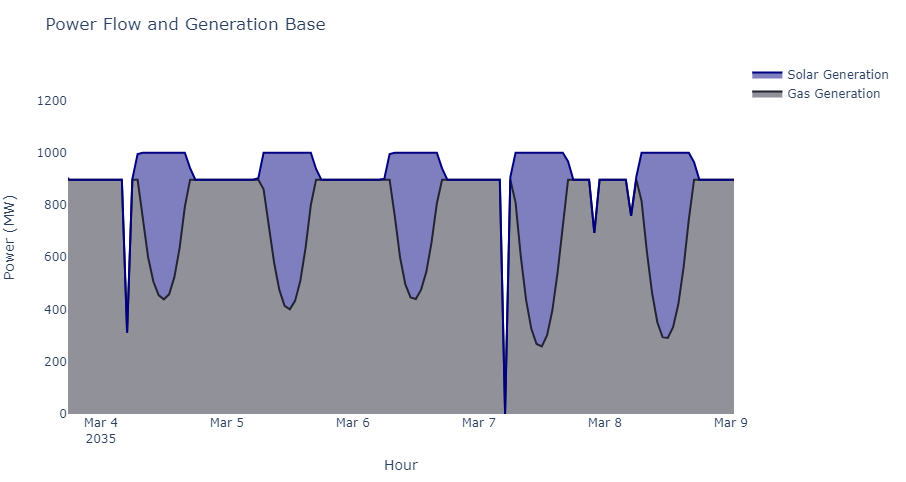 Power Flow and Generation Base
Solar Generation
Gas Generation
1200
1000
800
600
400
200
0
Power (MW)
Mar 4
2035
Mar 5
Mar 6
Mar 7
Mar 8
Mar 9
Hour